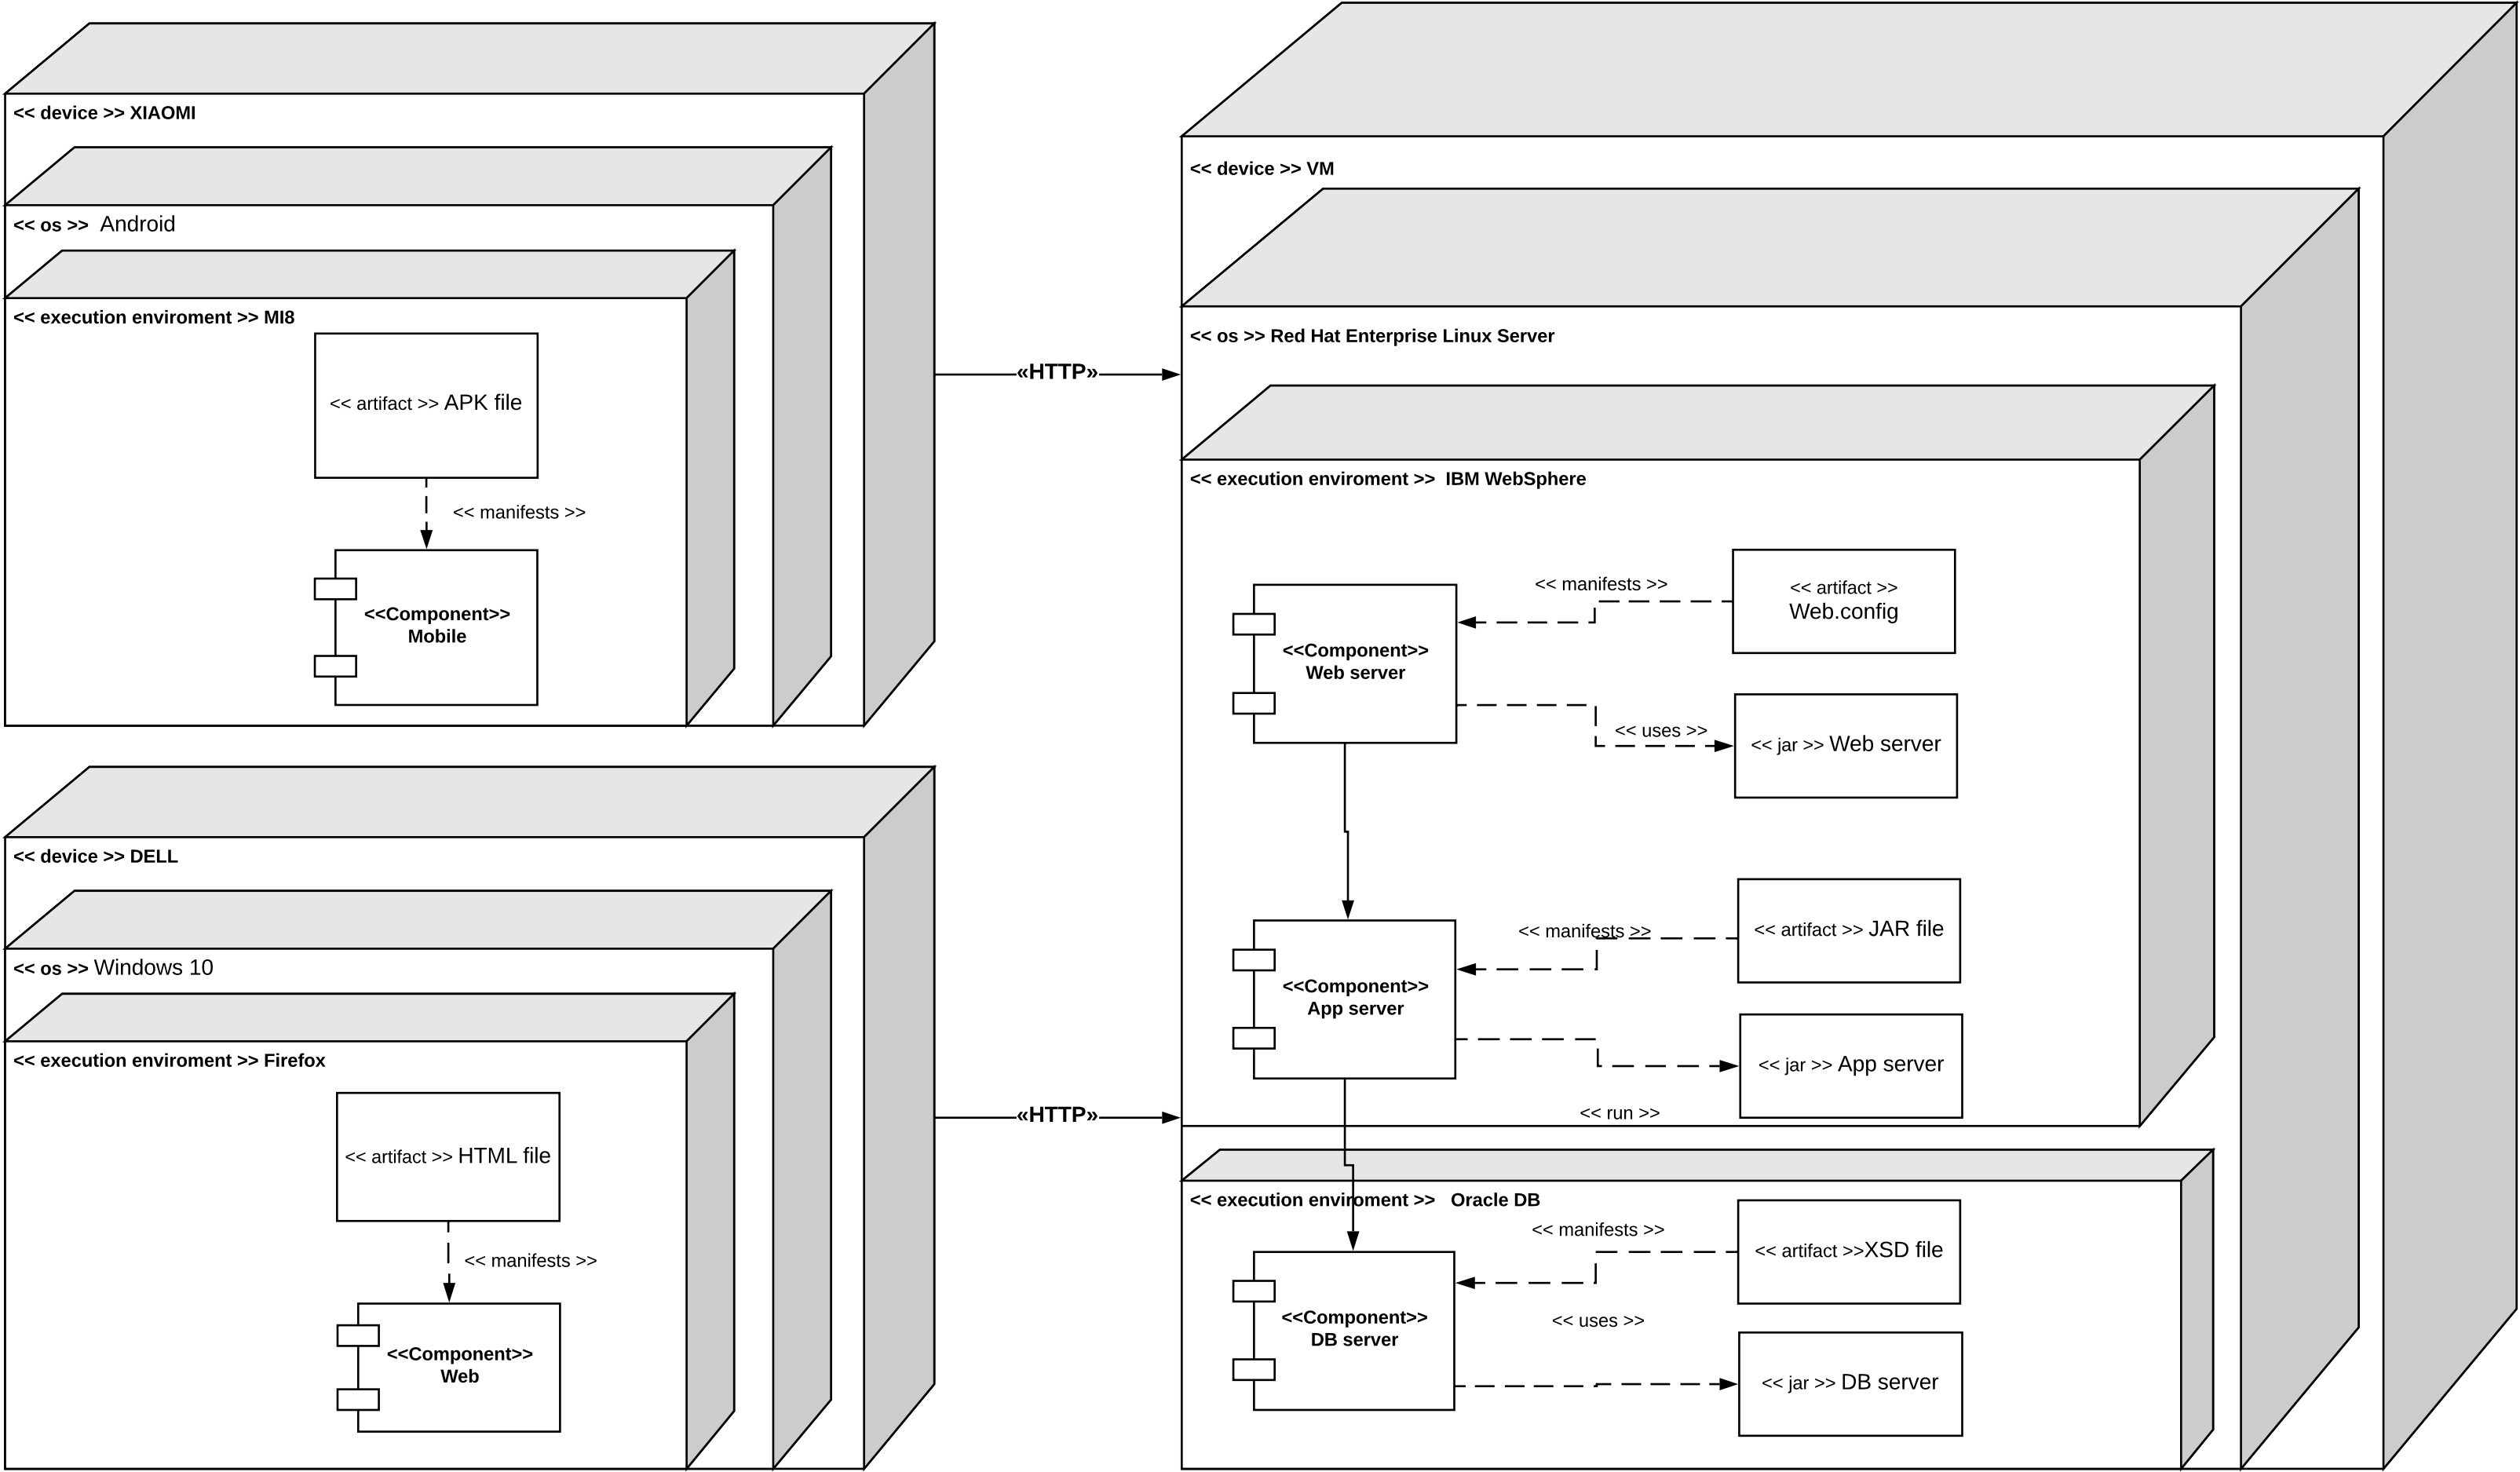 << device >> XIAOMI
<< os >> Android
<< execution enviroment >> MI8
<< artifact >> APK file
<< manifests >>
<<Component>>
Mobile
«HTTP»
<< device >> DELL
<< os >> Windows 10
<< execution enviroment >> Firefox
<< artifact >> HTML file
<< manifests >>
<<Component>>
Web
«HTTP»
<< device >> VM
<< os >> Red Hat Enterprise Linux Server
<< execution enviroment >> IBM WebSphere
<< manifests >>
<< artifact >>
Web.config
<<Component>>
Web server
<< uses >>
<< jar >> Web server
<< manifests >>
<< artifact >> JAR file
<<Component>>
App server
<< jar >> App server
<< run >>
<< execution enviroment >> Oracle DB
<< manifests >>
<< artifact >>XSD file
<<Component>>
DB server
<< uses >>
<< jar >> DB server